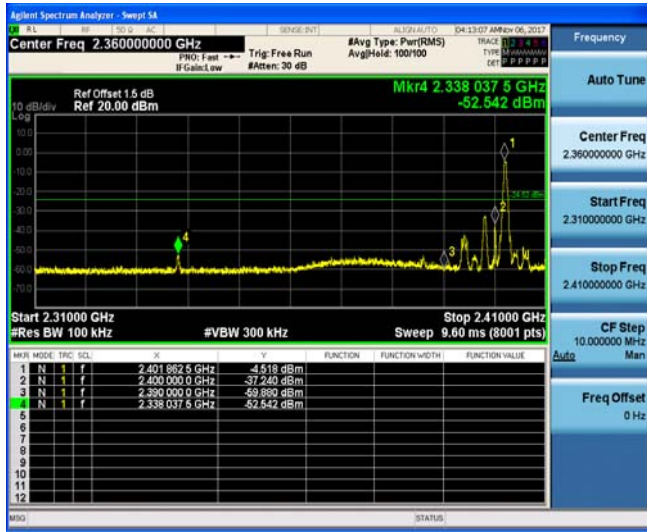 Agilent Spectrum Analyzer - Swept SA
RL RF 50 Ω AC SENSE:INT ALIGN AUTO 04:13:07 AM Nov 06, 2017
Center Freq 2.360000000 GHz
#Avg Type: Pwr(RMS)
TRACE 1 2 3 4 5 6
PNO: Fast Trig: Free Run Avg|Hold: 100/100
TYPE M
IFGain:Low #Atten: 30 dB
DET P P P P P P
Ref Offset 1.5 dB
Ref 20.00 dBm
10 dB/div
Log
Mkr4 2.338 037 5 GHz
-52.542 dBm
10.0
0.00
-10.0
-20.0
-30.0
-40.0
-50.0
-60.0
-70.0
1
2
3
4
-24.52 dBm
Start 2.31000 GHz Stop 2.41000 GHz
#Res BW 100 kHz #VBW 300 kHz Sweep 9.60 ms (8001 pts)
MKR MODE TRC SCL X Y FUNCTION FUNCTION WIDTH FUNCTION VALUE
1 N 1 f 2.401 862 5 GHz -4.518 dBm
2 N 1 f 2.400 000 0 GHz -37.240 dBm
3 N 1 f 2.390 000 0 GHz -59.880 dBm
4 N 1 f 2.338 037 5 GHz -52.542 dBm
5
6
7
8
9
10
11
12
MSG STATUS
Frequency
Auto Tune
Center Freq
2.360000000 GHz
Start Freq
2.310000000 GHz
Stop Freq
2.410000000 GHz
CF Step
10.000000 MHz
Auto Man
Freq Offset
0 Hz